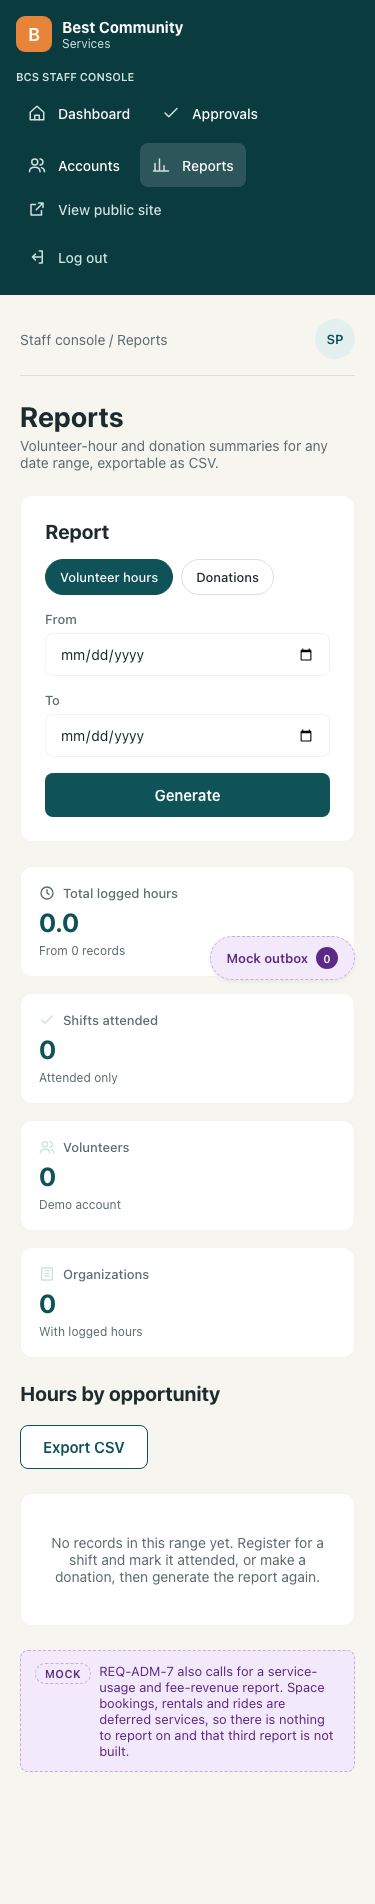 B
Best Community
Services
BCS STAFF CONSOLE
Dashboard
Approvals
Accounts
Reports
View public site
Log out
Staff console / Reports
SP
Reports
Volunteer-hour and donation summaries for any
date range, exportable as CSV.
Report
Volunteer hours
Donations
From
mm/dd/yyyy
To
mm/dd/yyyy
Generate
Total logged hours
0.0
From 0 records
Mock outbox 0
Shifts attended
0
Attended only
Volunteers
0
Demo account
Organizations
0
With logged hours
Hours by opportunity
Export CSV
No records in this range yet. Register for a
shift and mark it attended, or make a
donation, then generate the report again.
MOCK
REQ-ADM-7 also calls for a service-
usage and fee-revenue report. Space
bookings, rentals and rides are
deferred services, so there is nothing
to report on and that third report is not
built.